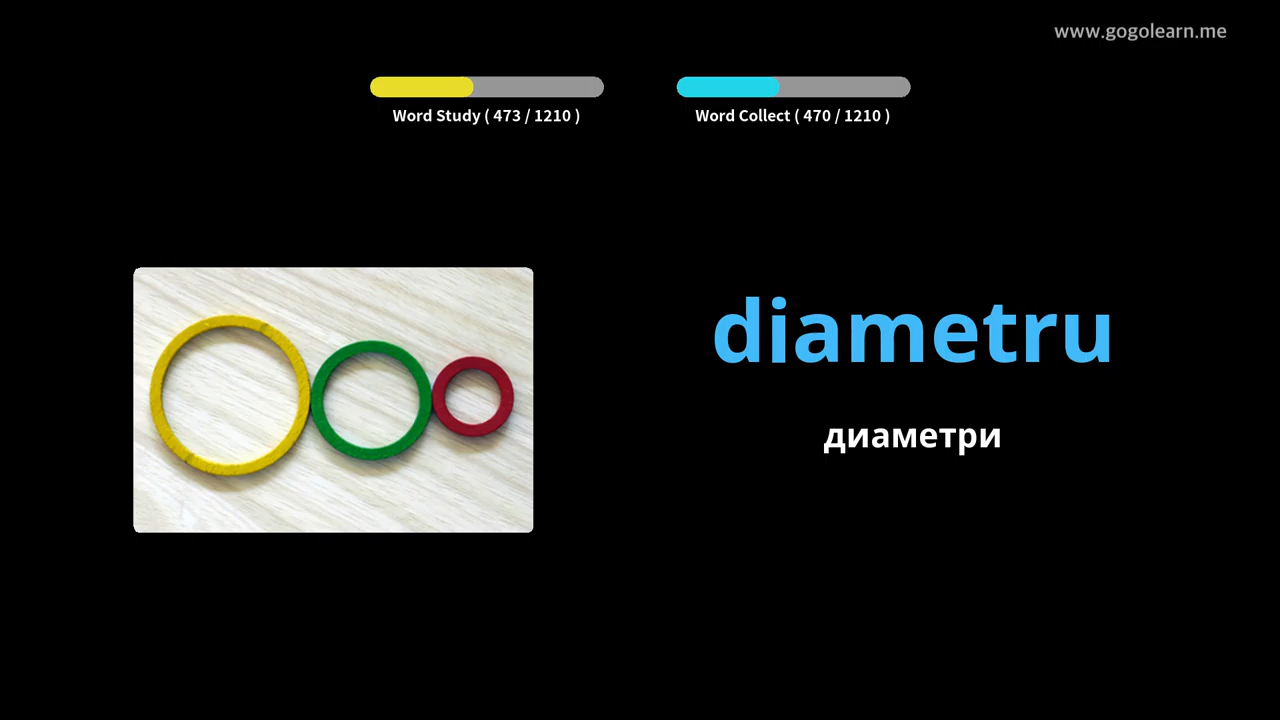 www.gogolearn.me
Word Study ( 473 / 1210 )
Word Collect ( 470 / 1210 )
diametru
диаметри